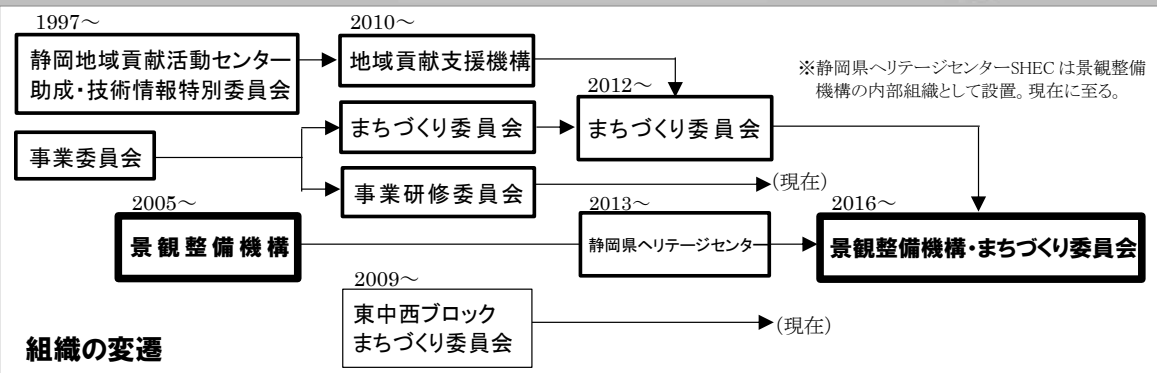 1997～
静岡地域貢献活動センター
助成・技術情報特別委員会
2010～
地域貢献支援機構
※静岡県ヘリテージセンターSHECは景観整備
機構の内部組織として設置。現在に至る。
2012～
まちづくり委員会
まちづくり委員会
事業委員会
事業研修委員会
(現在)
2005～
景観整備機構
2013～
静岡県ヘリテージセンター
2016～
景観整備機構・まちづくり委員会
2009～
東中西ブロック
まちづくり委員会
(現在)
組織の変遷